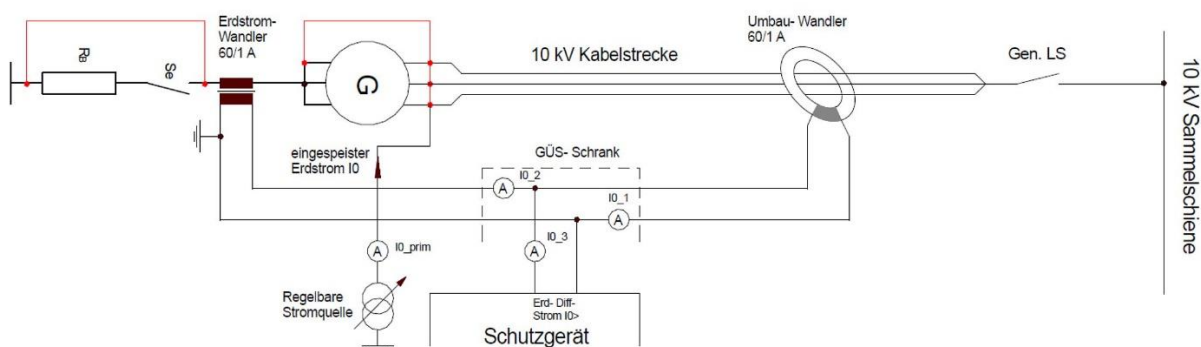 Erdstrom-
Wandler
60/1 A
Umbau- Wandler
60/1 A
10 kV Kabelstrecke
Gen. LS
Se
G
10 kV Sammelschiene
eingespeister
Erdstrom I0
GÜS- Schrank
A
I0_2
I0_1
A
A
I0_prim
A
I0_3
Regelbare
Stromquelle
Erd- Diff-
Strom I0>
Schutzgerät